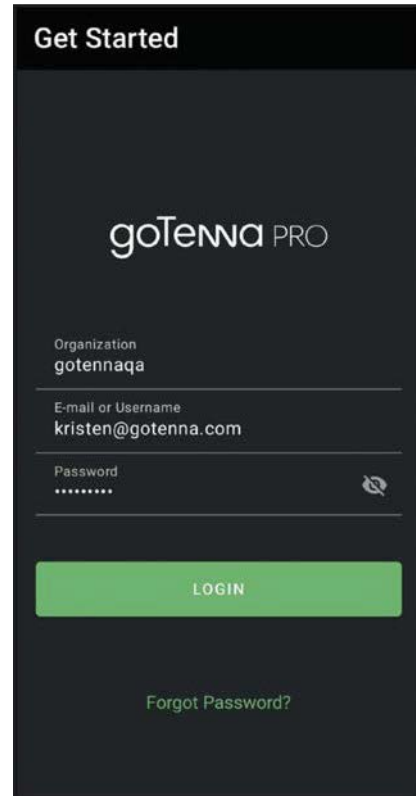 Get Started
goTenna PRO
Organization
gotennaqa
E-mail or Username
kristen@gotenna.com
Password
•••••••••
LOGIN
Forgot Password?